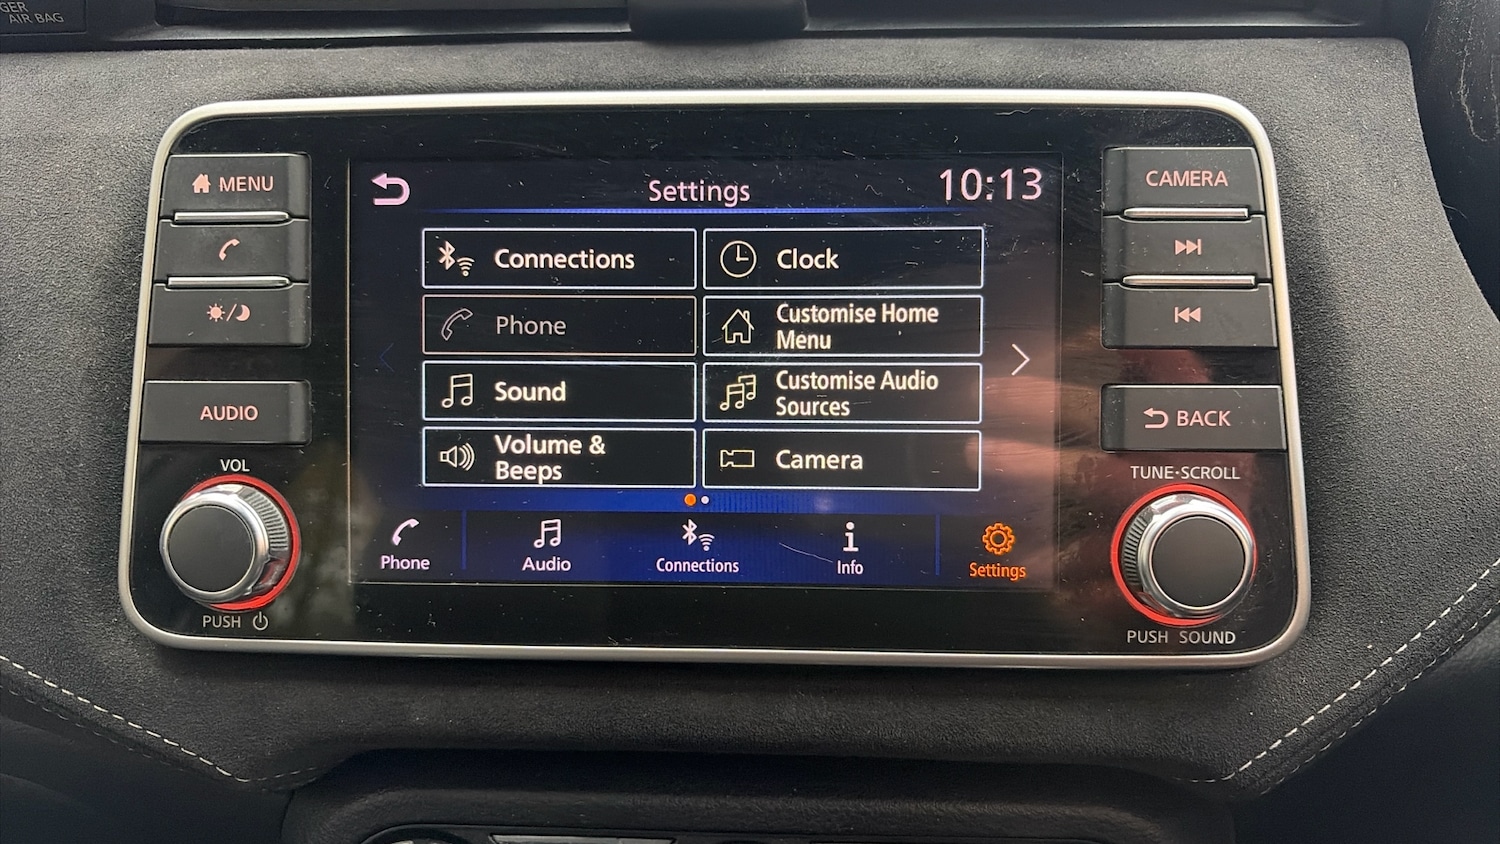 GER
AIR BAG
MENU
AUDIO
VOL
PUSH
Settings
10:13
Connections
Clock
Phone
Customise Home
Menu
Sound
Customise Audio
Sources
Volume &
Beeps
Camera
Phone
Audio
Connections
Info
Settings
CAMERA
BACK
TUNE·SCROLL
PUSH SOUND